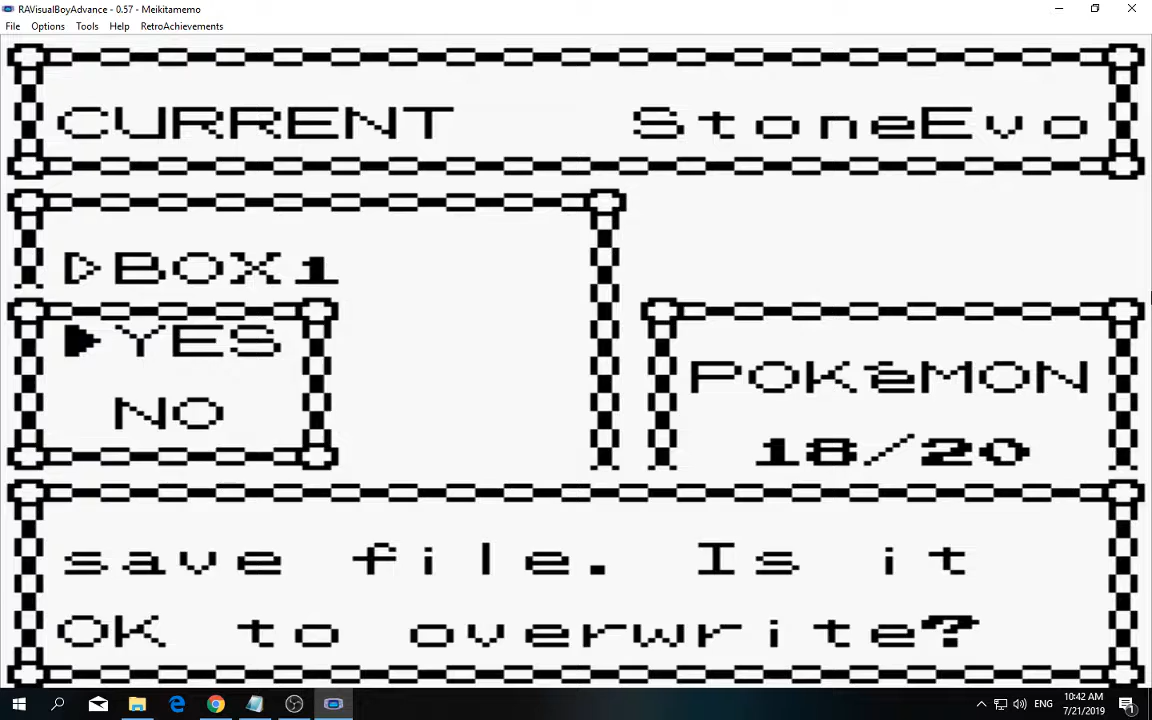 RAVisualBoyAdvance - 0.57 - Meikitamemo
File Options Tools Help RetroAchievements
CURRENT StoneEvo
▷BOX1
▶YES
NO
POKéMON
18/20
save file. Is it
OK to overwrite?
ENG
10:42 AM
7/21/2019
1